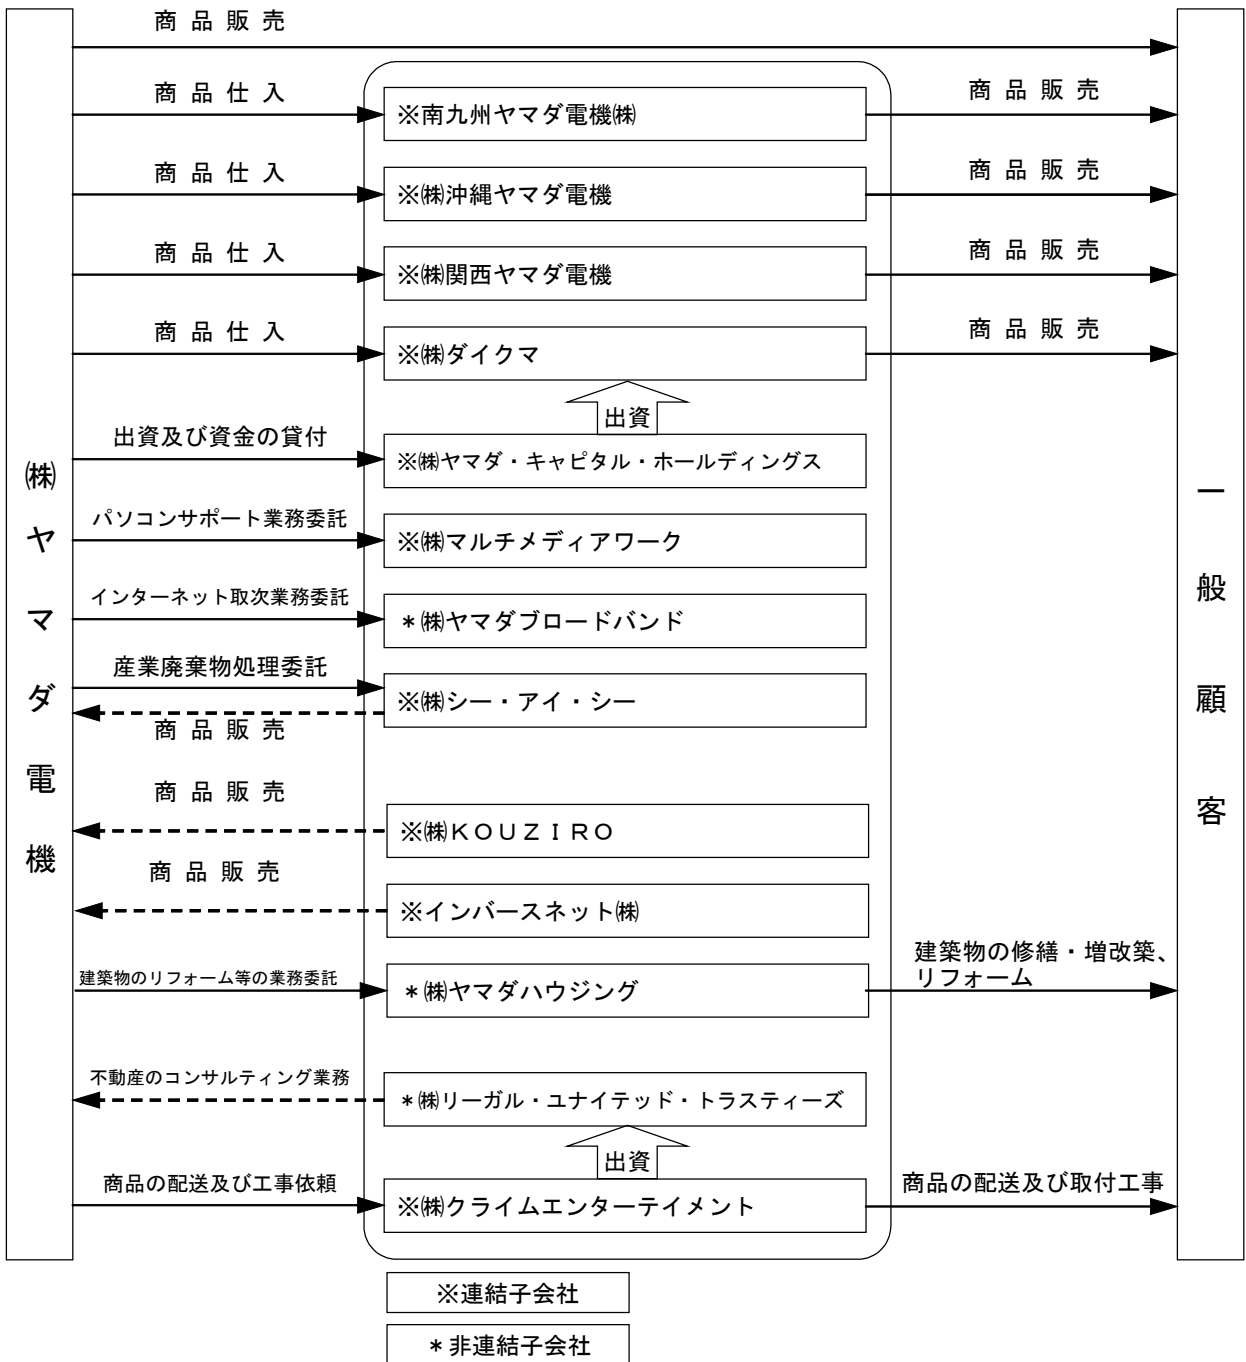 商品販売
商品仕入
※南九州ヤマダ電機㈱
商品販売
商品仕入
※㈱沖縄ヤマダ電機
商品販売
商品仕入
※㈱関西ヤマダ電機
商品販売
商品仕入
※㈱ダイクマ
商品販売
出資
出資及び資金の貸付
※㈱ヤマダ・キャピタル・ホールディングス
㈱ヤマダ電機
一般顧客
パソコンサポート業務委託
※㈱マルチメディアワーク
インターネット取次業務委託
＊㈱ヤマダブロードバンド
産業廃棄物処理委託
※㈱シー・アイ・シー
商品販売
商品販売
※㈱ＫＯＵＺＩＲＯ
商品販売
※インバースネット㈱
建築物のリフォーム等の業務委託
＊㈱ヤマダハウジング
建築物の修繕・増改築、
リフォーム
不動産のコンサルティング業務
＊㈱リーガル・ユナイテッド・トラスティーズ
出資
商品の配送及び工事依頼
※㈱クライムエンターテイメント
商品の配送及び取付工事
※連結子会社
＊非連結子会社